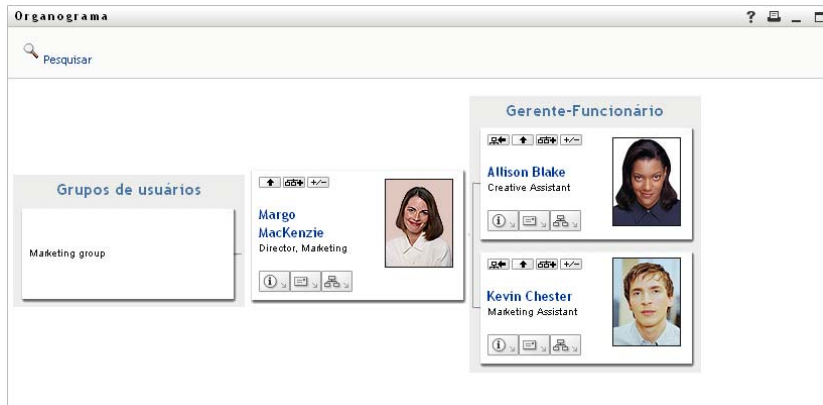 Organograma
Pesquisar
Grupos de usuários
Marketing group
Margo
MacKenzie
Director, Marketing
Gerente-Funcionário
Allison Blake
Creative Assistant
Kevin Chester
Marketing Assistant